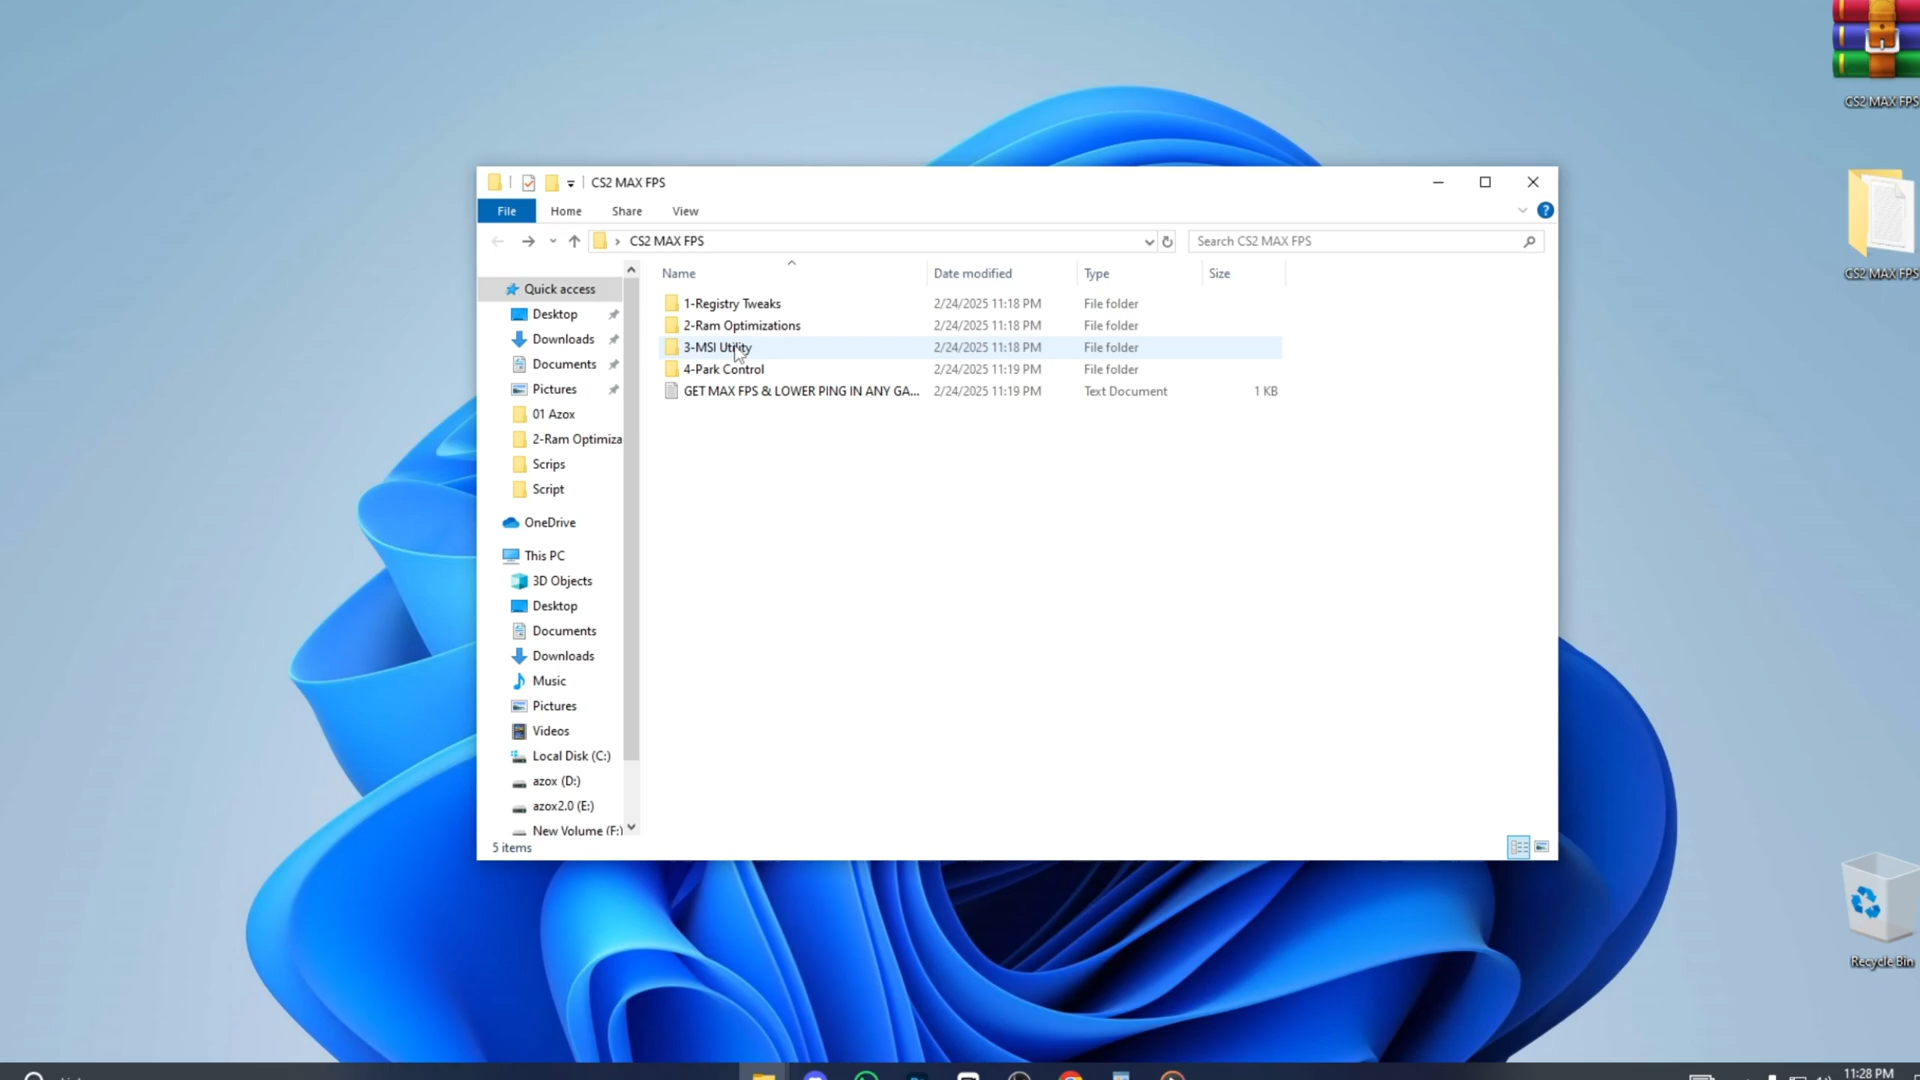 CS2 MAX FPS
CS2 MAX FPS
File Home Share View
CS2 MAX FPS
Search CS2 MAX FPS
Name Date modified Type Size
1-Registry Tweaks 2/24/2025 11:18 PM File folder
2-Ram Optimizations 2/24/2025 11:18 PM File folder
3-MSI Utility 2/24/2025 11:18 PM File folder
4-Park Control 2/24/2025 11:19 PM File folder
GET MAX FPS & LOWER PING IN ANY GA... 2/24/2025 11:19 PM Text Document 1 KB
Quick access
Desktop
Downloads
Documents
Pictures
01 Azox
2-Ram Optimiza
Scrips
Script
OneDrive
This PC
3D Objects
Desktop
Documents
Downloads
Music
Pictures
Videos
Local Disk (C:)
azox (D:)
azox2.0 (E:)
New Volume (F:)
5 items
CS2 MAX FPS
Recycle Bin
11:28 PM